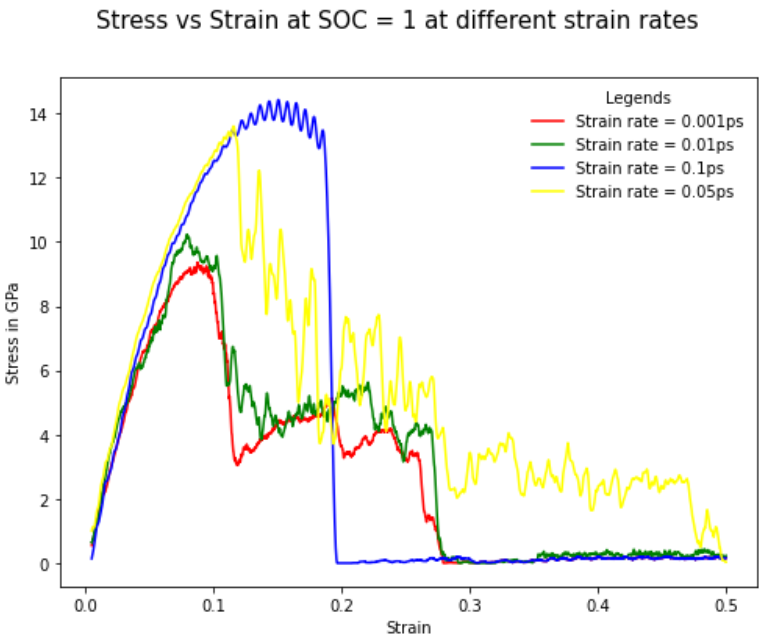 Stress vs Strain at SOC = 1 at different strain rates
Legends
Strain rate = 0.001ps
Strain rate = 0.01ps
Strain rate = 0.1ps
Strain rate = 0.05ps
Stress in GPa
14
12
10
8
6
4
2
0
0.0 0.1 0.2 0.3 0.4 0.5
Strain